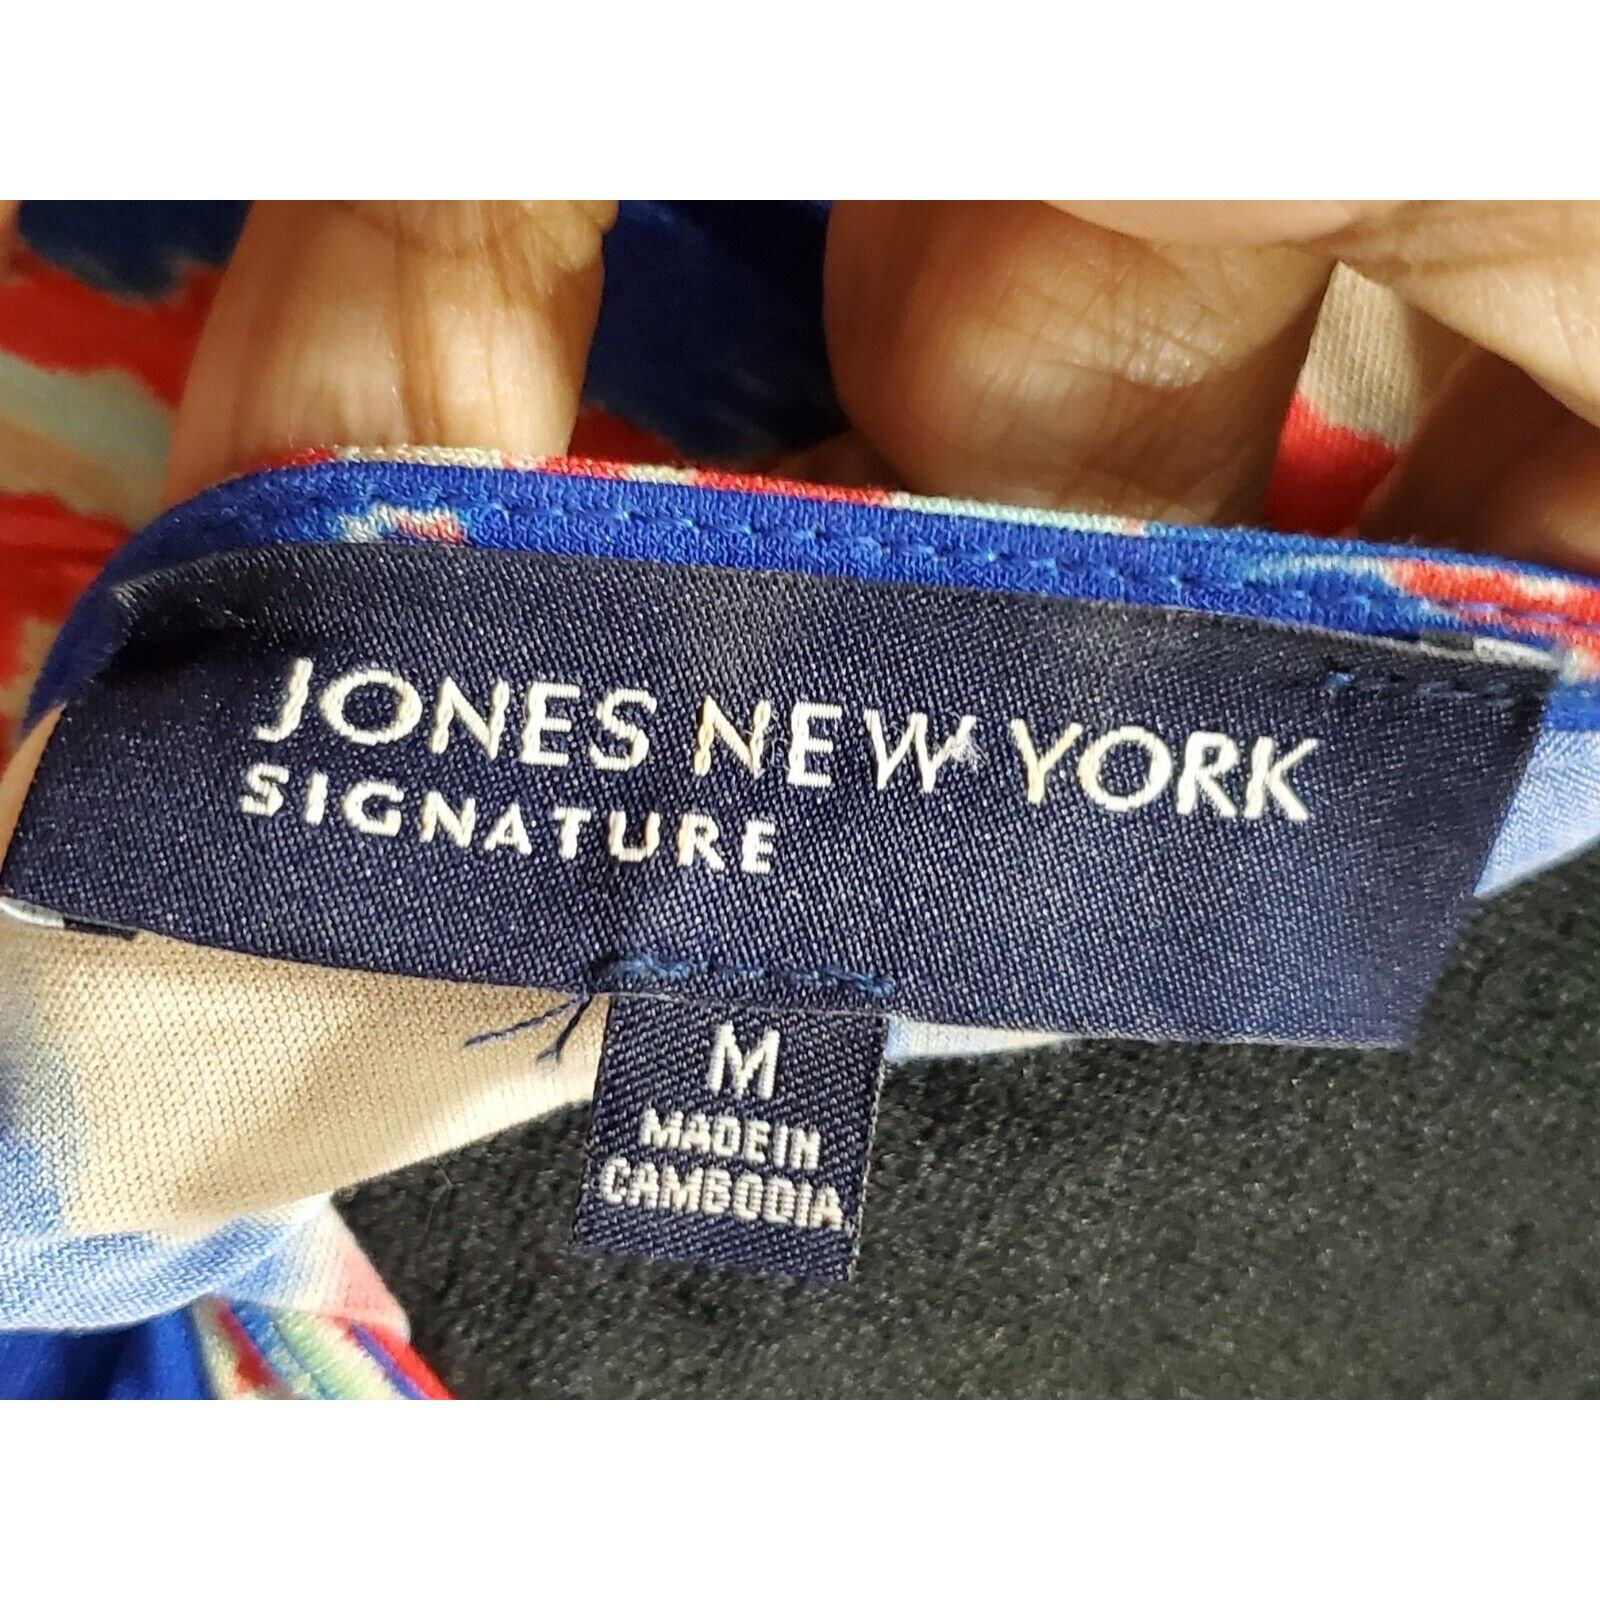 JONES NEW YORK
SIGNATURE
M
MADE IN
CAMBODIA